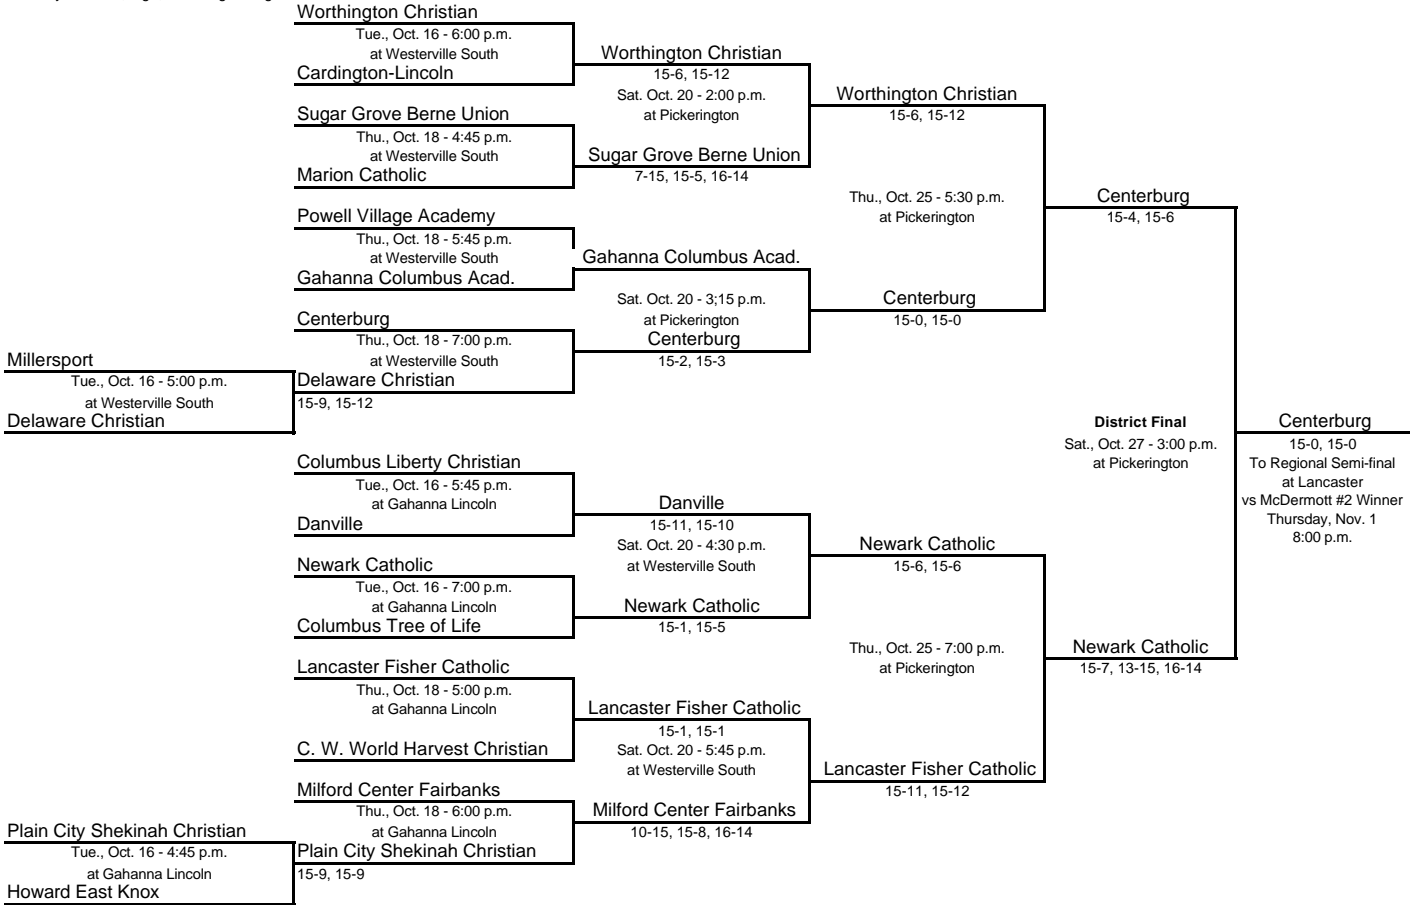 Worthington Christian
Tue., Oct. 16 - 6:00 p.m.
at Westerville South
Cardington-Lincoln
Sugar Grove Berne Union
Thu., Oct. 18 - 4:45 p.m.
at Westerville South
Marion Catholic
Powell Village Academy
Thu., Oct. 18 - 5:45 p.m.
at Westerville South
Gahanna Columbus Acad.
Centerburg
Thu., Oct. 18 - 7:00 p.m.
at Westerville South
Millersport
Tue., Oct. 16 - 5:00 p.m.
at Westerville South
Delaware Christian
Delaware Christian
15-9, 15-12
Worthington Christian
15-6, 15-12
Sat. Oct. 20 - 2:00 p.m.
at Pickerington
Sugar Grove Berne Union
7-15, 15-5, 16-14
Gahanna Columbus Acad.
Sat. Oct. 20 - 3;15 p.m.
at Pickerington
Centerburg
15-2, 15-3
Worthington Christian
15-6, 15-12
Thu., Oct. 25 - 5:30 p.m.
at Pickerington
Centerburg
15-0, 15-0
Centerburg
15-4, 15-6
District Final
Sat., Oct. 27 - 3:00 p.m.
at Pickerington
Centerburg
15-0, 15-0
To Regional Semi-final
at Lancaster
vs McDermott #2 Winner
Thursday, Nov. 1
8:00 p.m.
Columbus Liberty Christian
Tue., Oct. 16 - 5:45 p.m.
at Gahanna Lincoln
Danville
Newark Catholic
Tue., Oct. 16 - 7:00 p.m.
at Gahanna Lincoln
Columbus Tree of Life
Lancaster Fisher Catholic
Thu., Oct. 18 - 5:00 p.m.
at Gahanna Lincoln
C. W. World Harvest Christian
Milford Center Fairbanks
Thu., Oct. 18 - 6:00 p.m.
at Gahanna Lincoln
Plain City Shekinah Christian
Tue., Oct. 16 - 4:45 p.m.
at Gahanna Lincoln
Howard East Knox
Plain City Shekinah Christian
15-9, 15-9
Danville
15-11, 15-10
Sat. Oct. 20 - 4:30 p.m.
at Westerville South
Newark Catholic
15-1, 15-5
Lancaster Fisher Catholic
15-1, 15-1
Sat. Oct. 20 - 5:45 p.m.
at Westerville South
Milford Center Fairbanks
10-15, 15-8, 16-14
Newark Catholic
15-6, 15-6
Thu., Oct. 25 - 7:00 p.m.
at Pickerington
Lancaster Fisher Catholic
15-11, 15-12
Newark Catholic
15-7, 13-15, 16-14